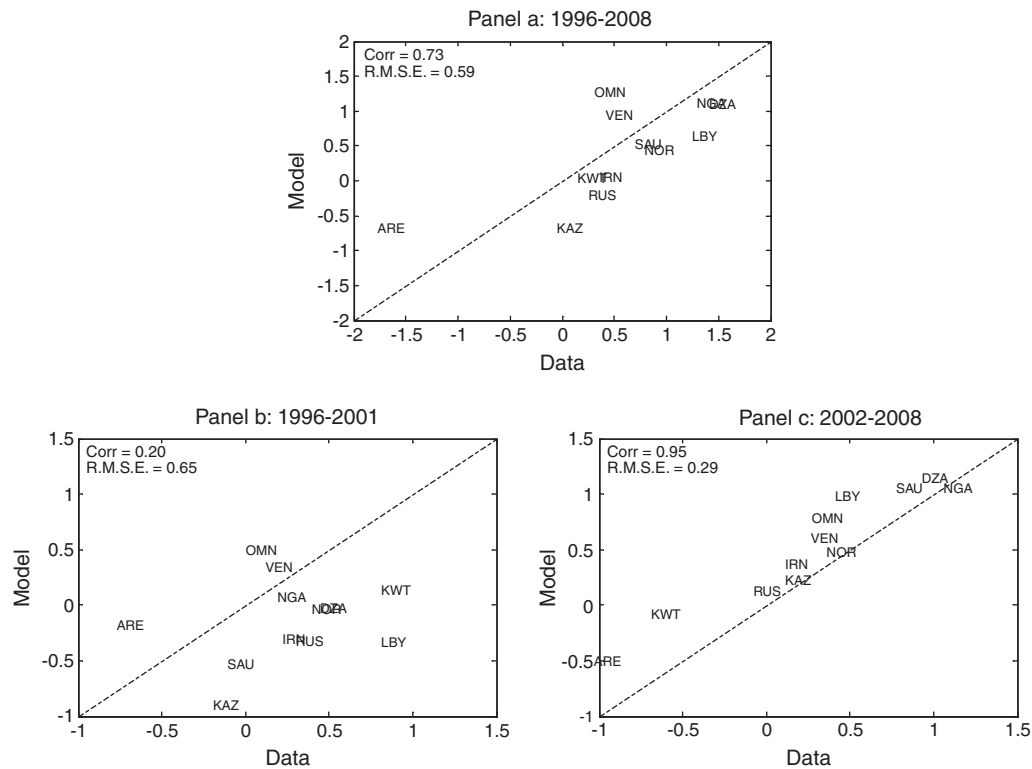 Panel a: 1996-2008
Corr = 0.73
R.M.S.E. = 0.59
2
1.5
1
0.5
0
-0.5
-1
-1.5
-2
Model
OMN
VEN
NGA
DZA
LBY
SAU
NOR
KWT
IRN
RUS
KAZ
ARE
-2
-1.5
-1
-0.5
0
0.5
1
1.5
2
Data
Panel b: 1996-2001
Corr = 0.20
R.M.S.E. = 0.65
1.5
1
0.5
0
-0.5
-1
Model
OMN
VEN
NGA
KWT
NOR
DZA
ARE
IRN
RUS
LBY
SAU
KAZ
-1
-0.5
0
0.5
1
1.5
Data
Panel c: 2002-2008
Corr = 0.95
R.M.S.E. = 0.29
1.5
1
0.5
0
-0.5
-1
Model
DZA
SAU
NGA
LBY
OMN
VEN
NOR
IRN
KAZ
RUS
KWT
ARE
-1
-0.5
0
0.5
1
1.5
Data